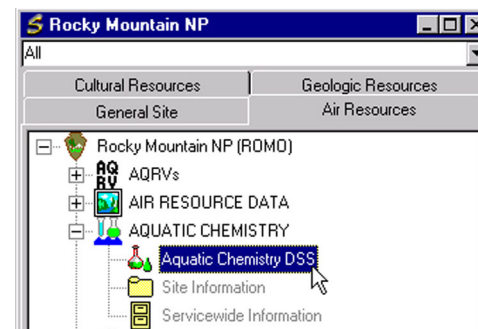 Rocky Mountain NP
All
Cultural Resources
Geologic Resources
General Site
Air Resources
Rocky Mountain NP (ROMO)
AQ
RV
AQRVs
AIR RESOURCE DATA
AQUATIC CHEMISTRY
Aquatic Chemistry DSS
Site Information
Servicewide Information